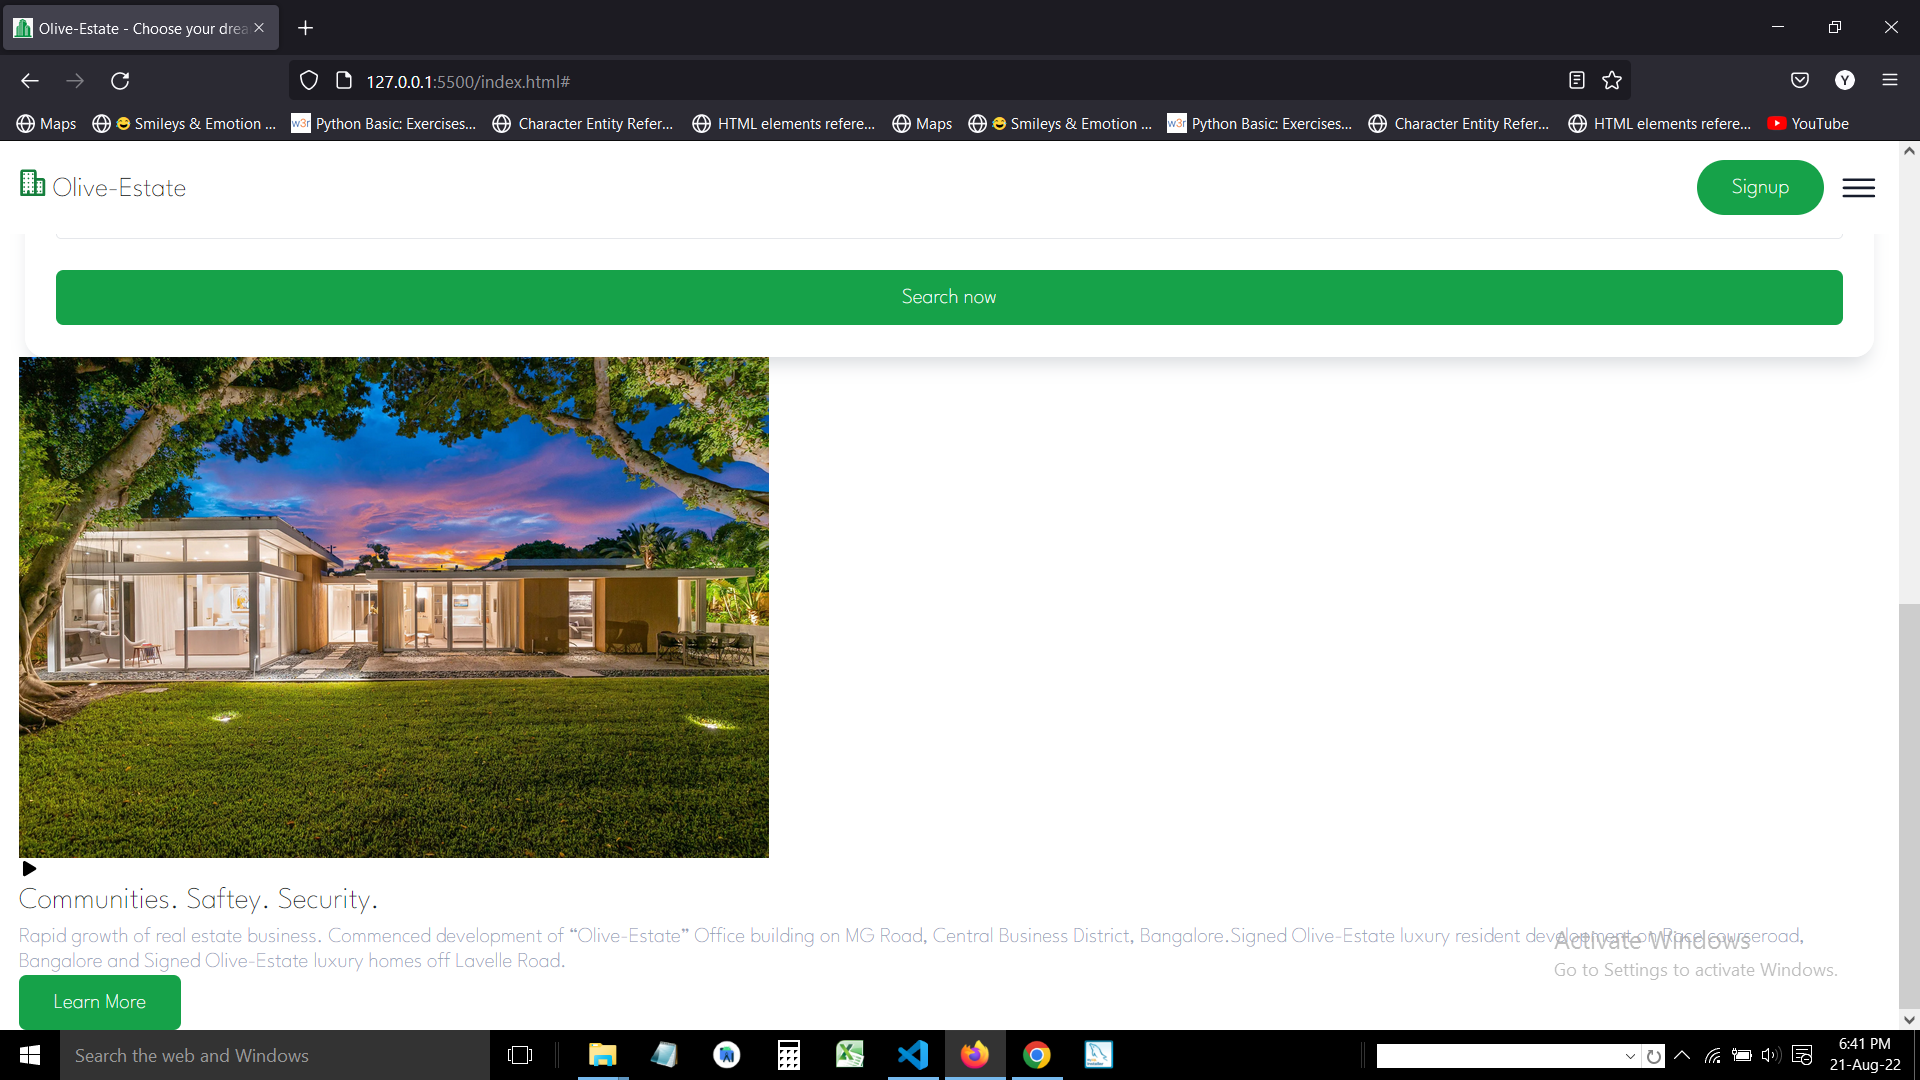 Olive-Estate - Choose your drea
127.0.0.1:5500/index.html#
Y
Maps
Smileys & Emotion ...
w3r Python Basic: Exercises...
Character Entity Refer...
HTML elements refere...
Maps
Smileys & Emotion ...
w3r Python Basic: Exercises...
Character Entity Refer...
HTML elements refere...
YouTube
Olive-Estate
Signup
Search now
Communities. Saftey. Security.
Rapid growth of real estate business. Commenced development of “Olive-Estate” Office building on MG Road, Central Business District, Bangalore.Signed Olive-Estate luxury resident development on Race courseroad,
Bangalore and Signed Olive-Estate luxury homes off Lavelle Road.
Activate Windows
Go to Settings to activate Windows.
Learn More
Search the web and Windows
6:41 PM
21-Aug-22